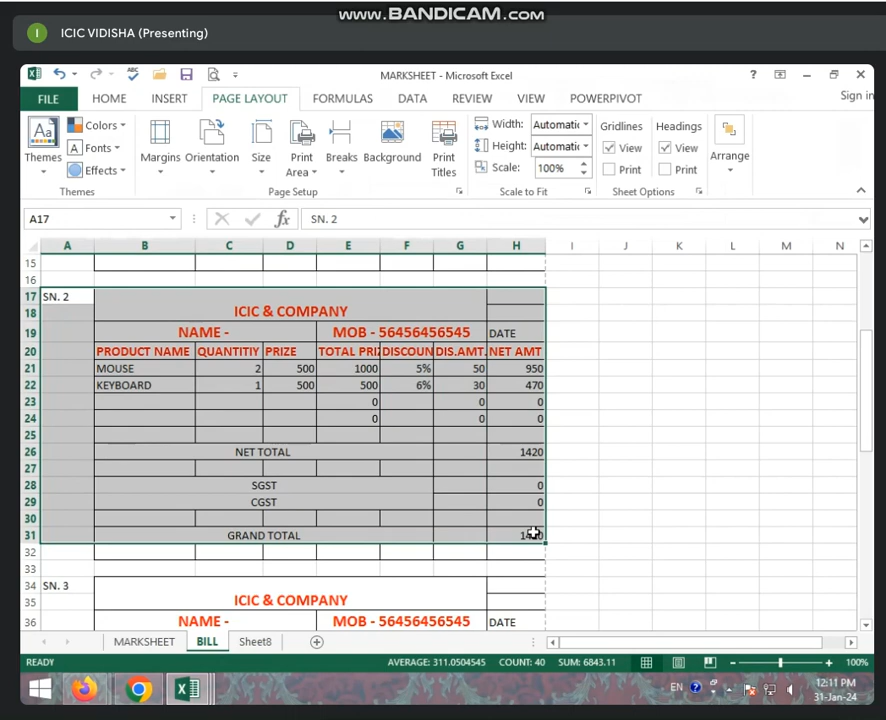 www.BANDICAM.com
I ICIC VIDISHA (Presenting)
MARKSHEET - Microsoft Excel
FILE HOME INSERT PAGE LAYOUT FORMULAS DATA REVIEW VIEW POWERPIVOT Sign in
Aa Themes Colors Fonts Effects Margins Orientation Size Print Area Breaks Background Print Titles Width: Automatic Height: Automatic Scale: 100% Gridlines View Print Headings View Print Arrange
Themes Page Setup Scale to Fit Sheet Options
A17 fx SN. 2
A B C D E F G H I J K L M N
15
16
17 SN. 2
18 ICIC & COMPANY
19 NAME - MOB - 56456456545 DATE
20 PRODUCT NAME QUANTITIY PRIZE TOTAL PRI DISCOUN DIS.AMT. NET AMT
21 MOUSE 2 500 1000 5% 50 950
22 KEYBOARD 1 500 500 6% 30 470
23 0 0 0
24 0 0 0
25
26 NET TOTAL 1420
27
28 SGST 0
29 CGST 0
30
31 GRAND TOTAL
32
33
34 SN. 3
35 ICIC & COMPANY
36 NAME - MOB - 56456456545 DATE
MARKSHEET BILL Sheet8
READY AVERAGE: 311.0504545 COUNT: 40 SUM: 6843.11 100%
EN 12:11 PM
31-Jan-24